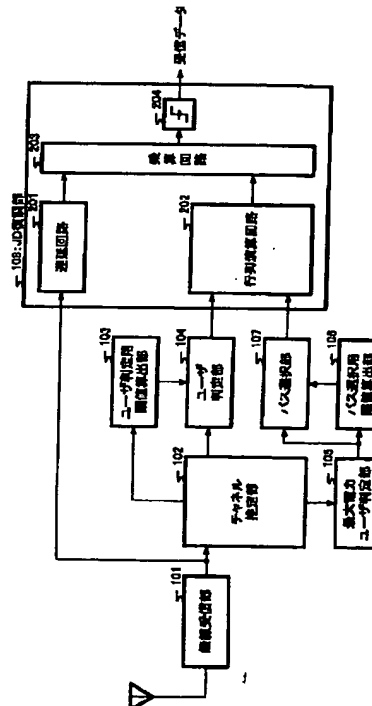 101
無線受信部
102
チャネル
推定部
103
ユーザ判定用
閾値算出部
104
ユーザ
判定部
105
最大電力
ユーザ判定部
106
パス選択用
閾値算出部
107
パス選択部
108:JD復調部
201
遅延回路
202
行列演算回路
203
乗算回路
204
受信データ